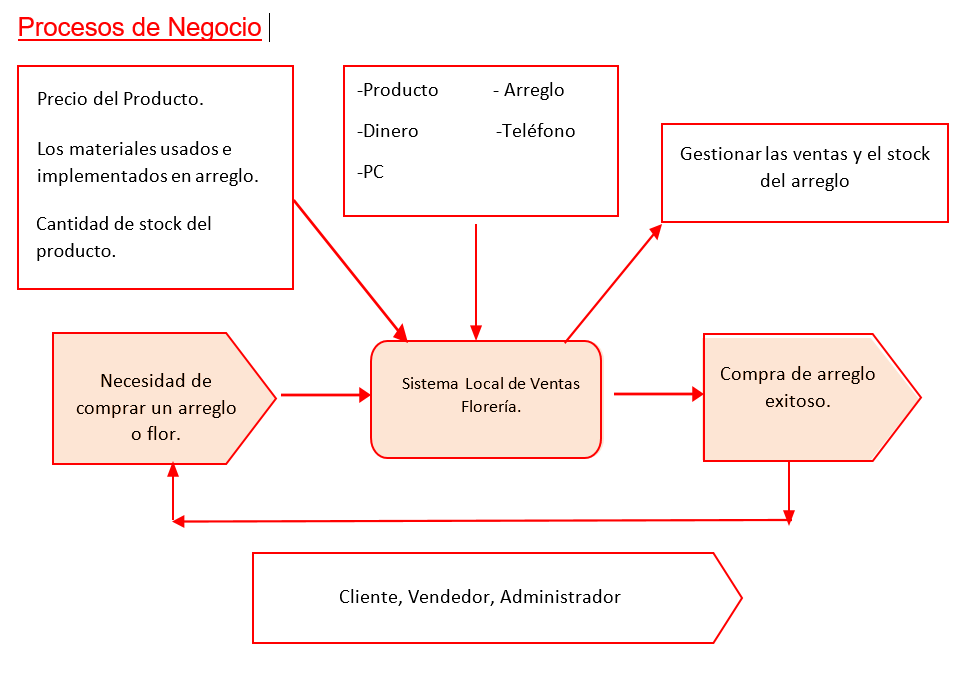 Procesos de Negocio
Precio del Producto.
Los materiales usados e
implementados en arreglo.
Cantidad de stock del
producto.
-Producto - Arreglo
-Dinero -Teléfono
-PC
Gestionar las ventas y el stock
del arreglo
Necesidad de
comprar un arreglo
o flor.
Sistema Local de Ventas
Florería.
Compra de arreglo
exitoso.
Cliente, Vendedor, Administrador